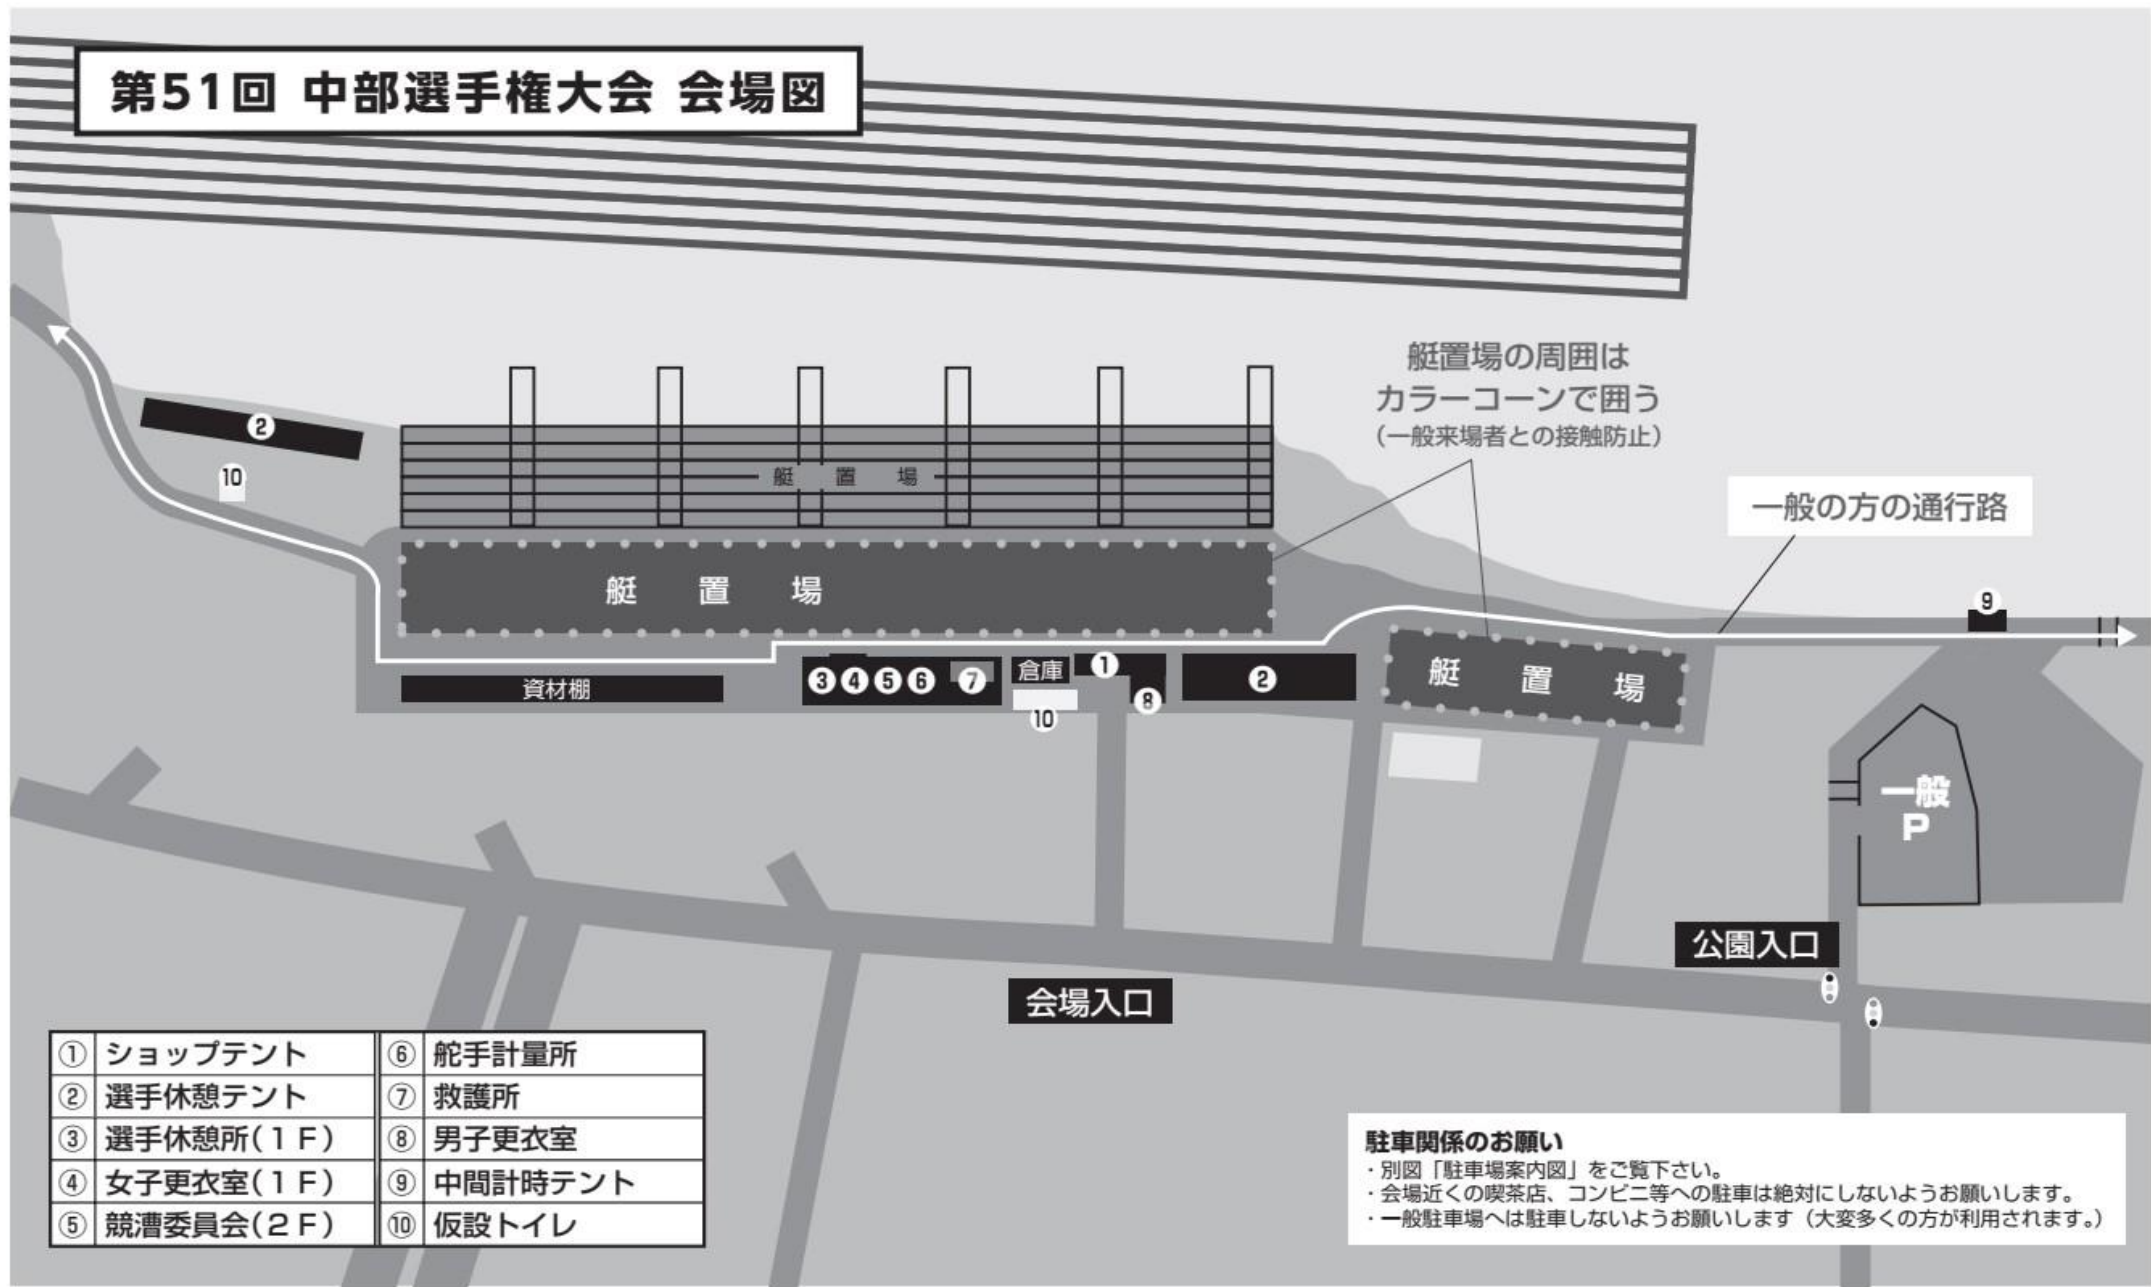 第51回 中部選手権大会 会場図
艇置場の周囲は
カラーコーンで囲う
（一般来場者との接触防止）
②
⑩
艇 置 場
一般の方の通行路
艇 置 場
⑨
資材棚
③④⑤⑥ ⑦
倉庫
⑩
①
⑧
②
艇 置 場
一般
P
公園入口
会場入口
① ショップテント ⑥ 舵手計量所
② 選手休憩テント ⑦ 救護所
③ 選手休憩所(１Ｆ) ⑧ 男子更衣室
④ 女子更衣室(１Ｆ) ⑨ 中間計時テント
⑤ 競漕委員会(２Ｆ) ⑩ 仮設トイレ
駐車関係のお願い
・別図「駐車場案内図」をご覧下さい。
・会場近くの喫茶店、コンビニ等への駐車は絶対にしないようお願いします。
・一般駐車場へは駐車しないようお願いします（大変多くの方が利用されます。）